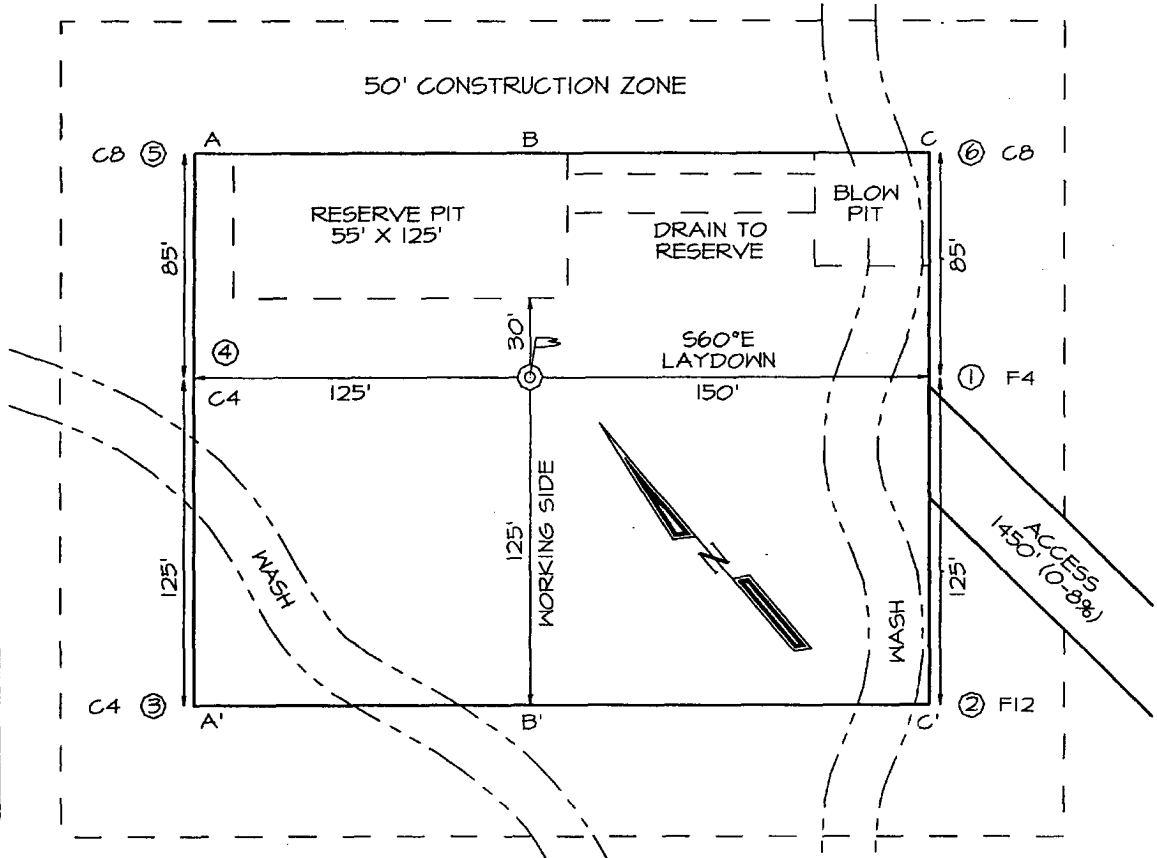 50' CONSTRUCTION ZONE
C8 ⑤ A B C ⑥ C8
RESERVE PIT
55' X 125'
BLOW
PIT
DRAIN TO
RESERVE
85'
85'
30'
S60°E
LAYDOWN
④
C4
125'
150'
① F4
WORKING SIDE
125'
125'
125'
N
WASH
WASH
ACCESS
1450' (0-8%)
C4 ③ A' B' C' ② F12